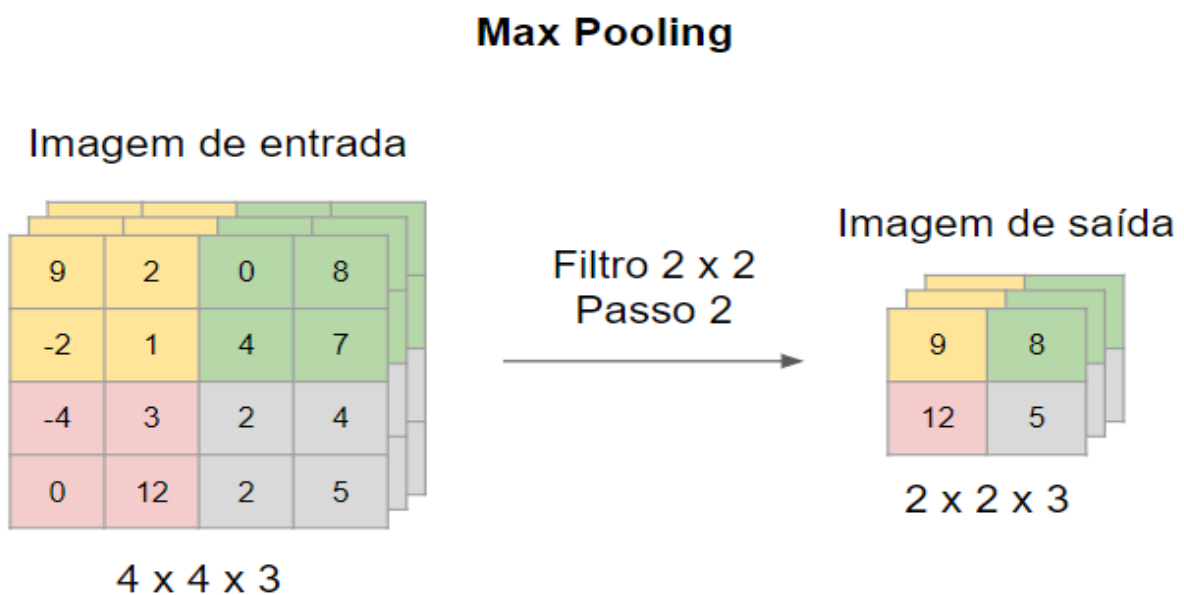 Max Pooling
Imagem de entrada
9 2 0 8
-2 1 4 7
-4 3 2 4
0 12 2 5
4 x 4 x 3
Filtro 2 x 2
Passo 2
Imagem de saída
9 8
12 5
2 x 2 x 3